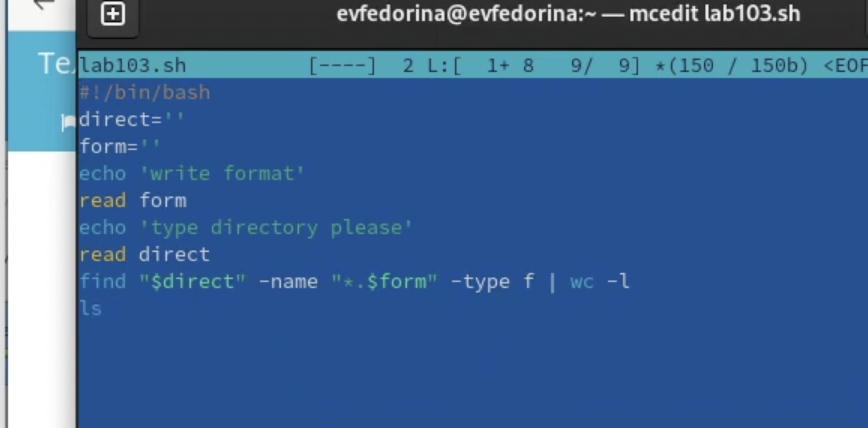 evfedorina@evfedorina:~ — mcedit lab103.sh
lab103.sh [----] 2 L:[ 1+ 8 9/ 9] *(150 / 150b) <EOF
#!/bin/bash
direct=''
form=''
echo 'write format'
read form
echo 'type directory please'
read direct
find "$direct" -name "*.$form" -type f | wc -l
ls